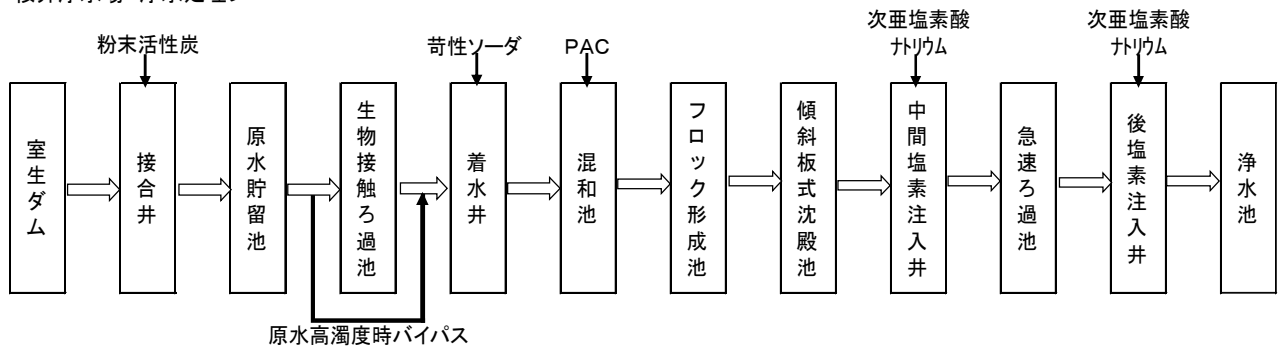 次亜塩素酸
ナトリウム
次亜塩素酸
ナトリウム
粉末活性炭
苛性ソーダ
PAC
室生ダム
接合井
原水貯留池
生物接触ろ過池
着水井
混和池
フロック形成池
傾斜板式沈殿池
中間塩素注入井
急速ろ過池
後塩素注入井
浄水池
原水高濁度時バイパス